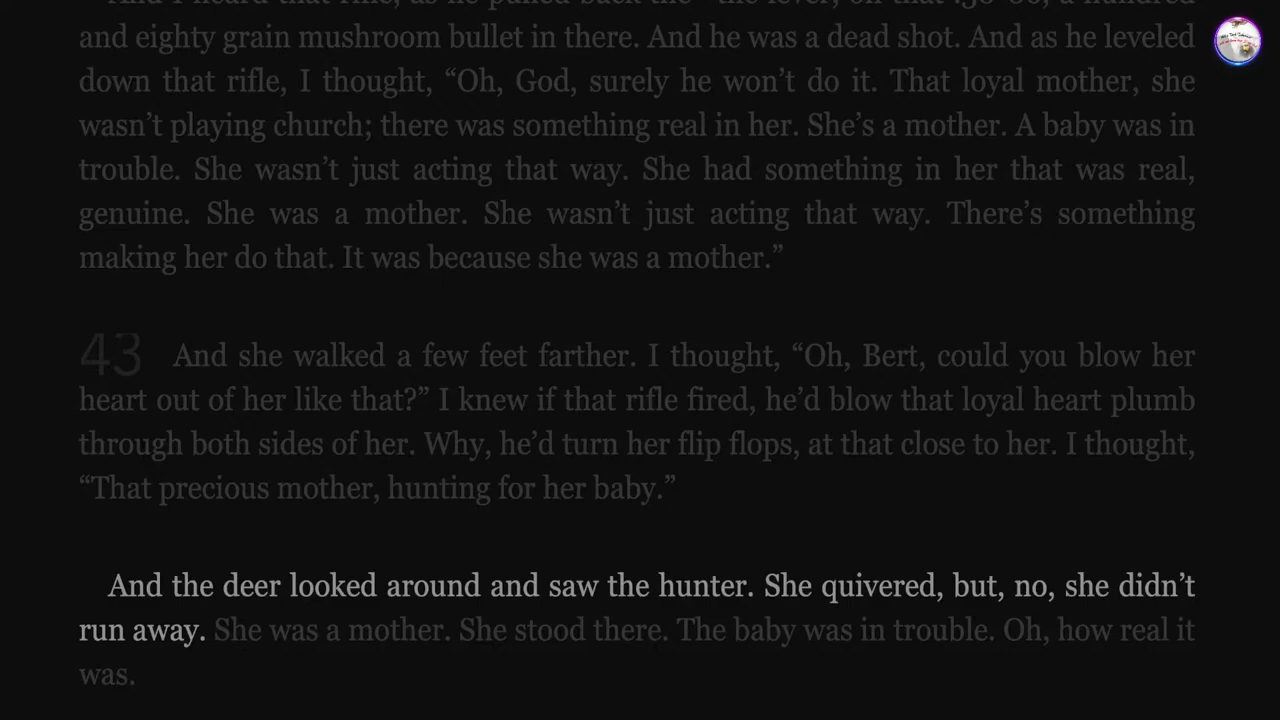 and eighty grain mushroom bullet in there. And he was a dead shot. And as he leveled
down that rifle, I thought, “Oh, God, surely he won’t do it. That loyal mother, she
wasn’t playing church; there was something real in her. She’s a mother. A baby was in
trouble. She wasn’t just acting that way. She had something in her that was real,
genuine. She was a mother. She wasn’t just acting that way. There’s something
making her do that. It was because she was a mother.”
43 And she walked a few feet farther. I thought, “Oh, Bert, could you blow her
heart out of her like that?” I knew if that rifle fired, he’d blow that loyal heart plumb
through both sides of her. Why, he’d turn her flip flops, at that close to her. I thought,
“That precious mother, hunting for her baby.”
And the deer looked around and saw the hunter. She quivered, but, no, she didn’t
run away. She was a mother. She stood there. The baby was in trouble. Oh, how real it
was.